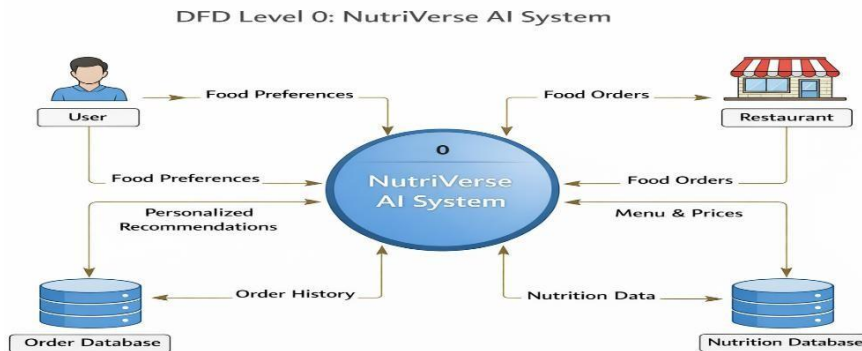 DFD Level 0: NutriVerse AI System
Food Preferences
Food Orders
User
Restaurant
0
NutriVerse
AI System
Food Preferences
Food Orders
Personalized
Recommendations
Menu & Prices
Order History
Nutrition Data
Order Database
Nutrition Database